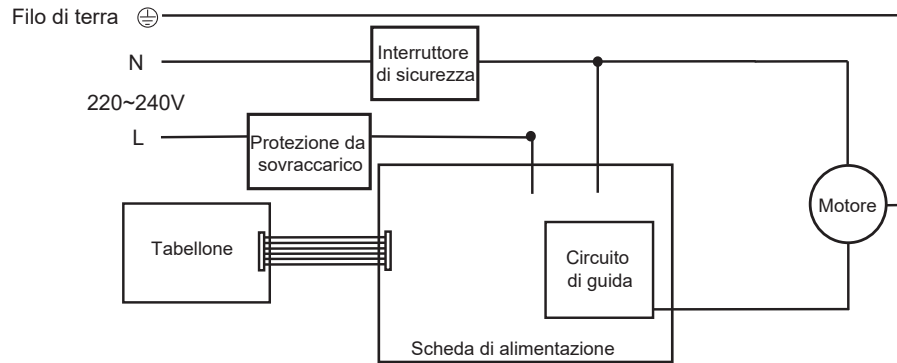 Filo di terra
N
Interruttore
di sicurezza
220~240V
L
Protezione da
sovraccarico
Motore
Tabellone
Circuito
di guida
Scheda di alimentazione